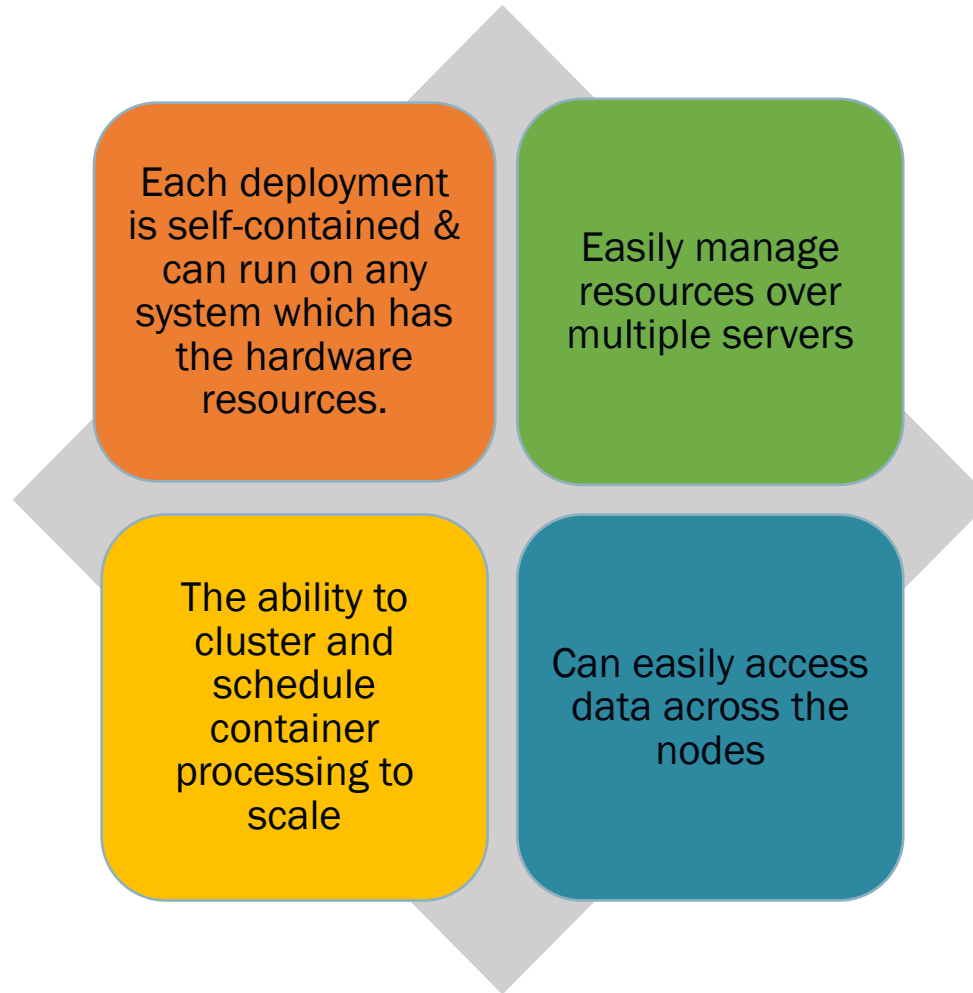 Each deployment
is self-contained &
can run on any
system which has
the hardware
resources.
Easily manage
resources over
multiple servers
The ability to
cluster and
schedule
container
processing to
scale
Can easily access
data across the
nodes